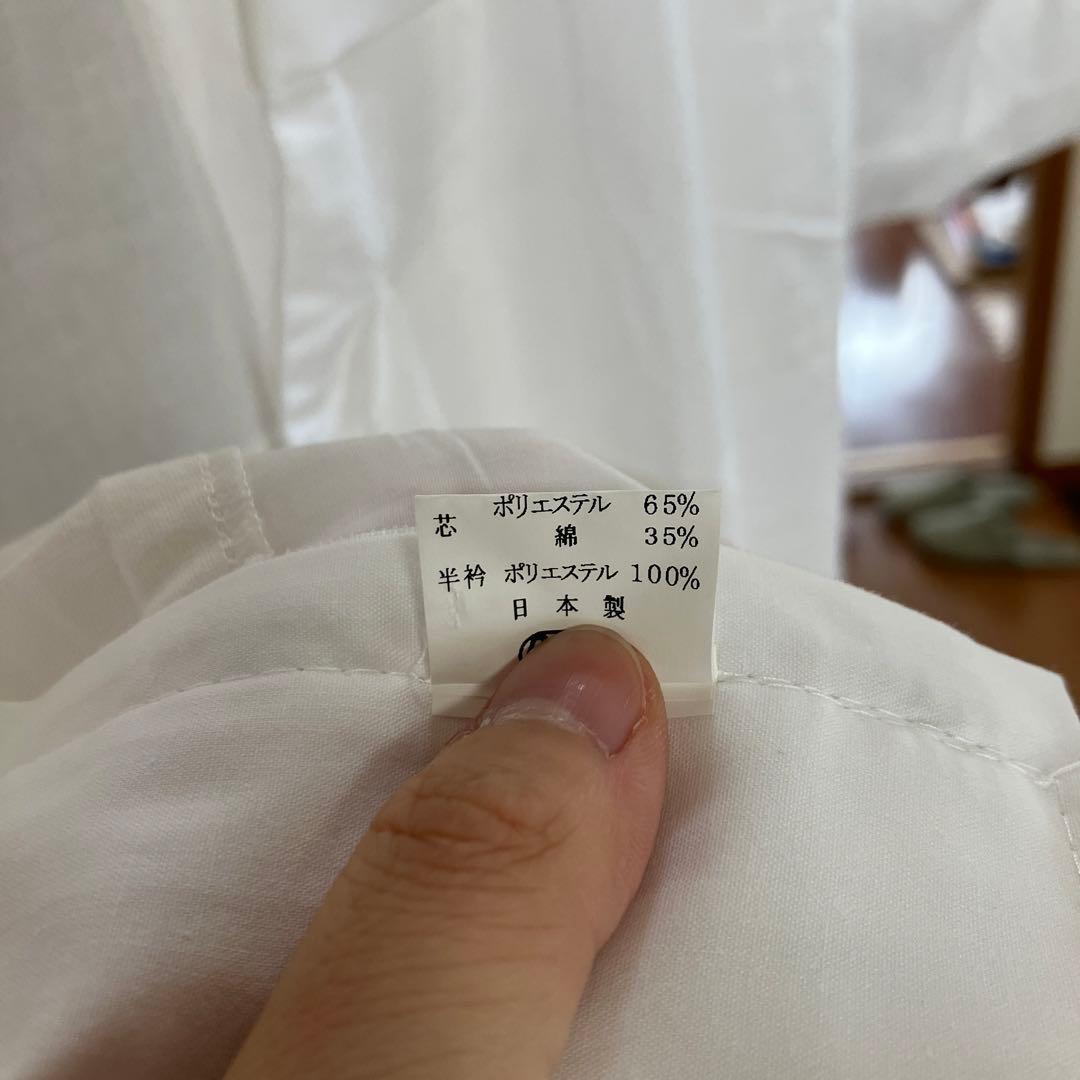 芯 ポリエステル 65%
綿 35%
半衿 ポリエステル 100%
日本製